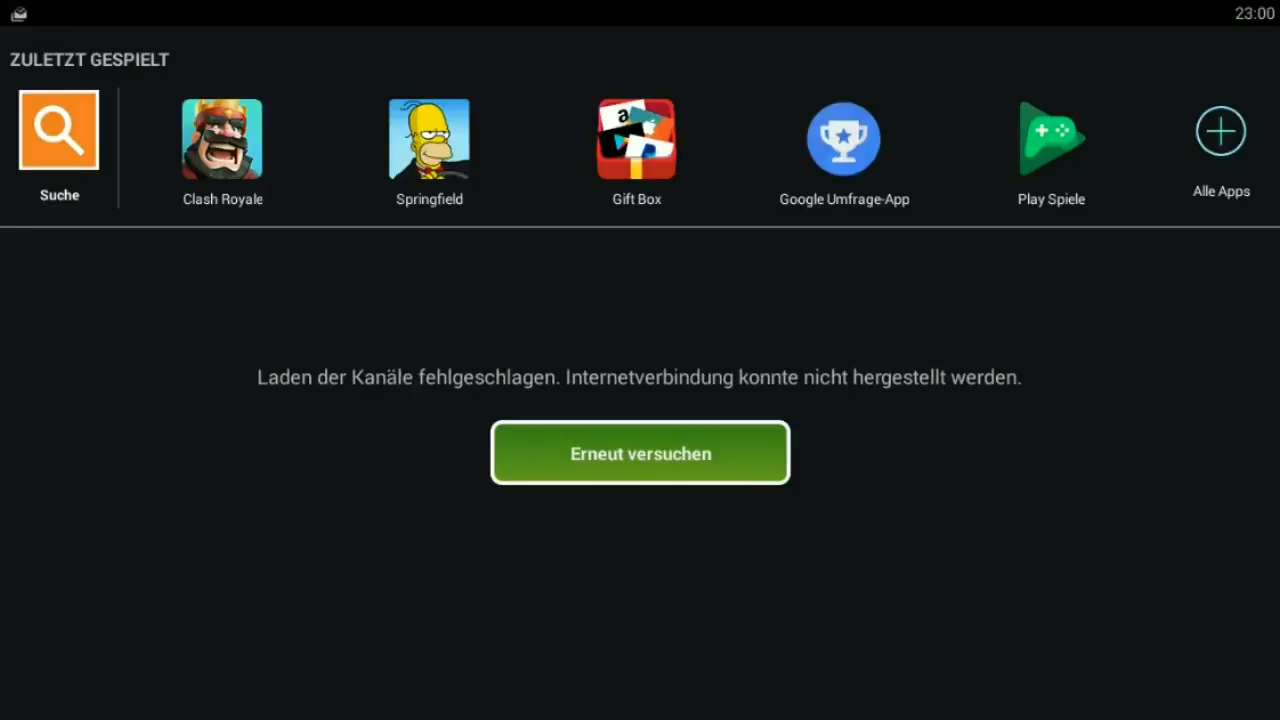 23:00
ZULETZT GESPIELT
Suche
Clash Royale
Springfield
a
Gift Box
Google Umfrage-App
Play Spiele
Alle Apps
Laden der Kanäle fehlgeschlagen. Internetverbindung konnte nicht hergestellt werden.
Erneut versuchen